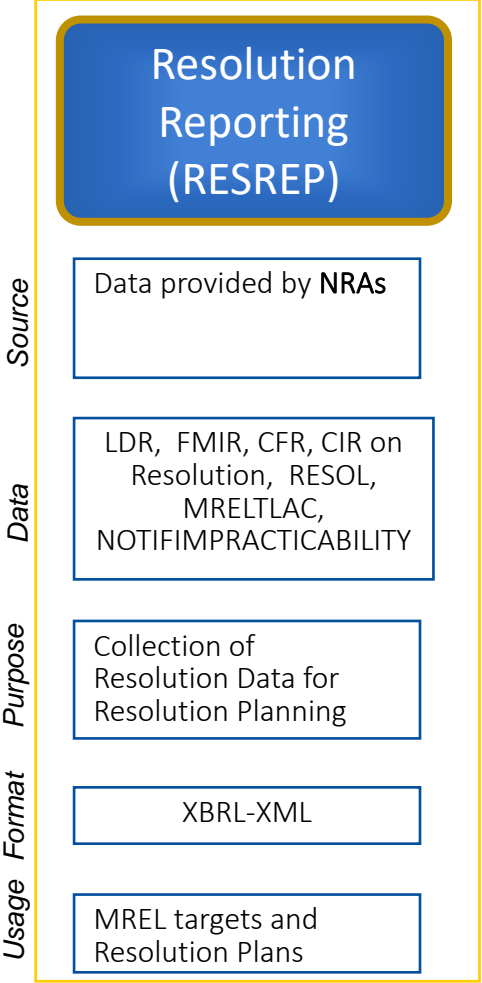 Resolution
Reporting
(RESREP)
Source
Data provided by NRAs
Data
LDR, FMIR, CFR, CIR on
Resolution, RESOL,
MRELTLAC,
NOTIFIMPRACTICABILITY
Purpose
Collection of
Resolution Data for
Resolution Planning
Format
XBRL-XML
Usage
MREL targets and
Resolution Plans